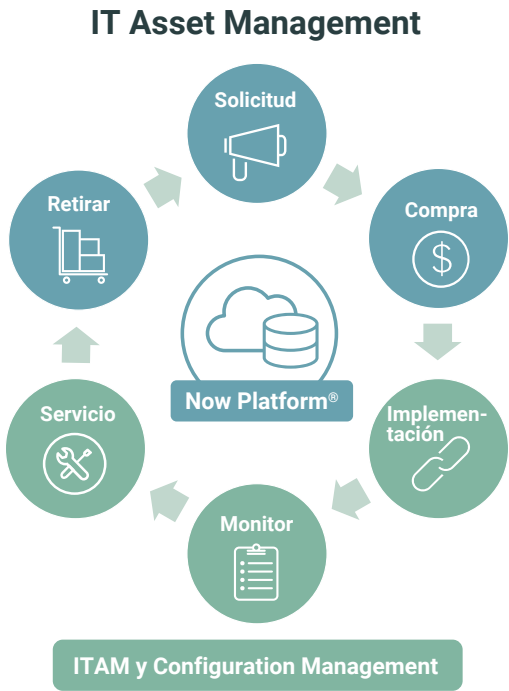 IT Asset Management
Solicitud
Retirar
Compra
$
Now Platform®
Servicio
Implemen-
tación
Monitor
ITAM y Configuration Management